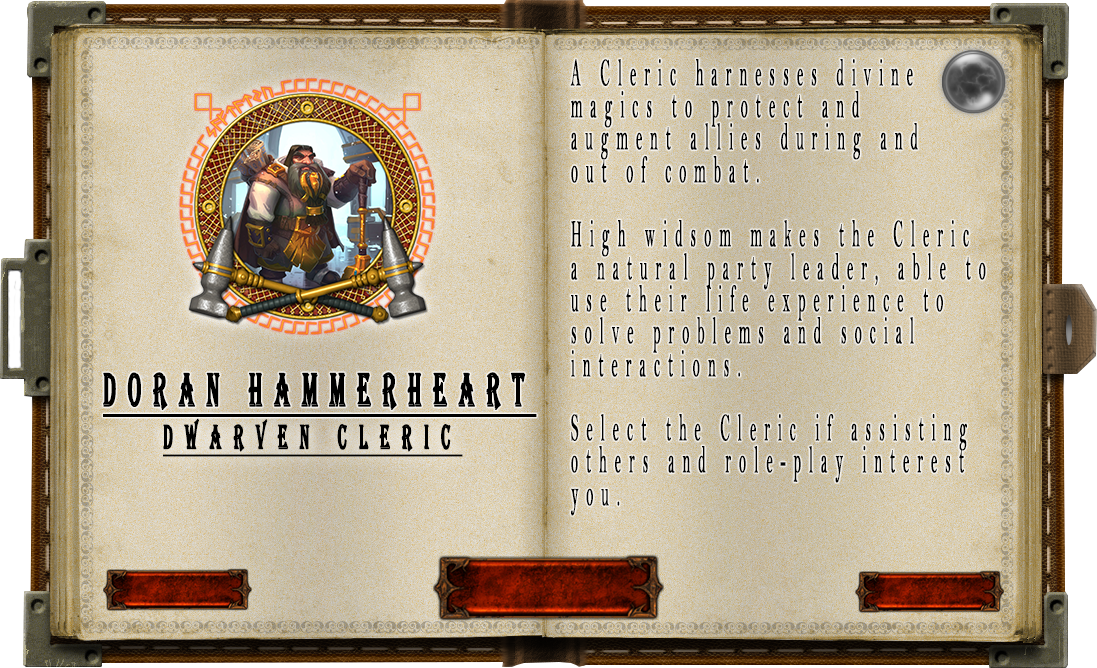 DORAN HAMMERHEART
DWARVEN CLERIC
A Cleric harnesses divine
magics to protect and
augment allies during and
out of combat.
High widsom makes the Cleric
a natural party leader, able to
use their life experience to
solve problems and social
interactions.
Select the Cleric if assisting
others and role-play interest
you.